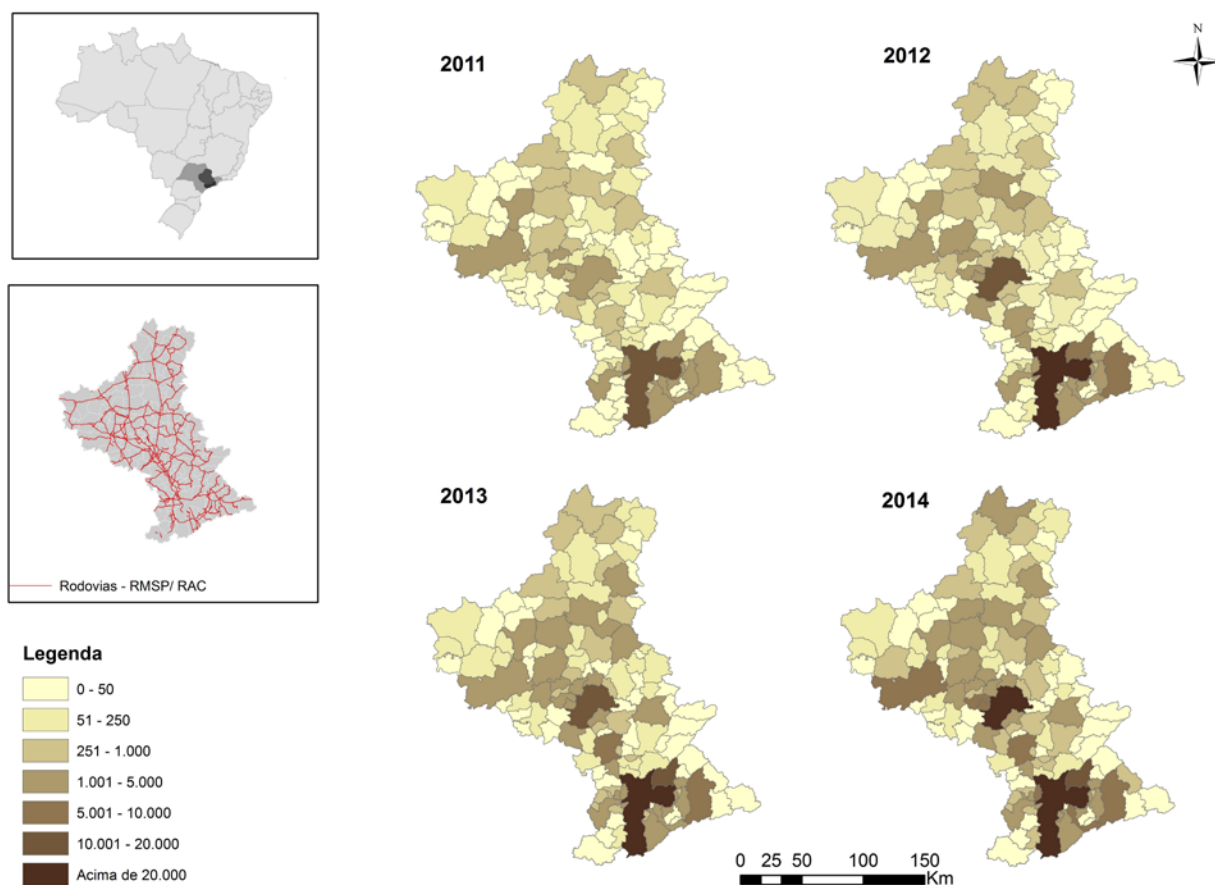 2011
2012
N
Rodovias - RMSP/ RAC
2013
2014
Legenda
0 - 50
51 - 250
251 - 1.000
1.001 - 5.000
5.001 - 10.000
10.001 - 20.000
Acima de 20.000
0 25 50 100 150
Km